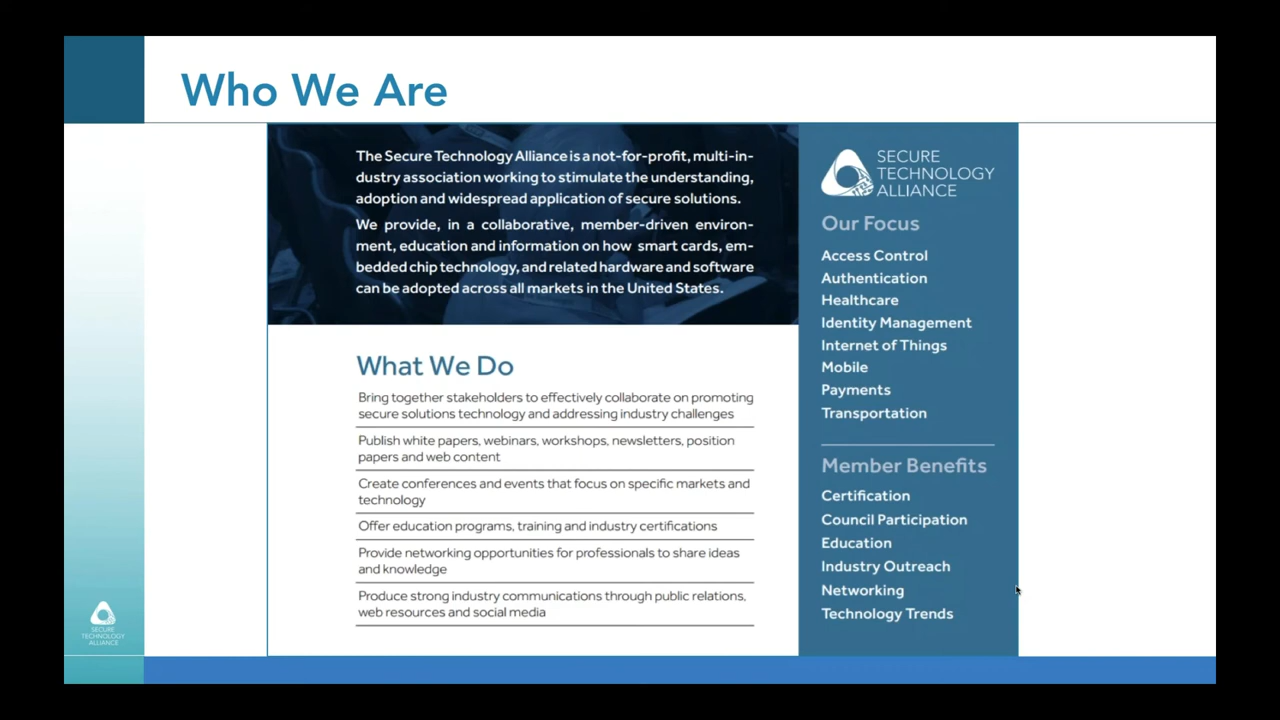 Who We Are
The Secure Technology Alliance is a not-for-profit, multi-in-
dustry association working to stimulate the understanding,
adoption and widespread application of secure solutions.
We provide, in a collaborative, member-driven environ-
ment, education and information on how smart cards, em-
bedded chip technology, and related hardware and software
can be adopted across all markets in the United States.
What We Do
Bring together stakeholders to effectively collaborate on promoting
secure solutions technology and addressing industry challenges
Publish white papers, webinars, workshops, newsletters, position
papers and web content
Create conferences and events that focus on specific markets and
technology
Offer education programs, training and industry certifications
Provide networking opportunities for professionals to share ideas
and knowledge
Produce strong industry communications through public relations,
web resources and social media
SECURE
TECHNOLOGY
ALLIANCE
Our Focus
Access Control
Authentication
Healthcare
Identity Management
Internet of Things
Mobile
Payments
Transportation
Member Benefits
Certification
Council Participation
Education
Industry Outreach
Networking
Technology Trends
SECURE
TECHNOLOGY
ALLIANCE